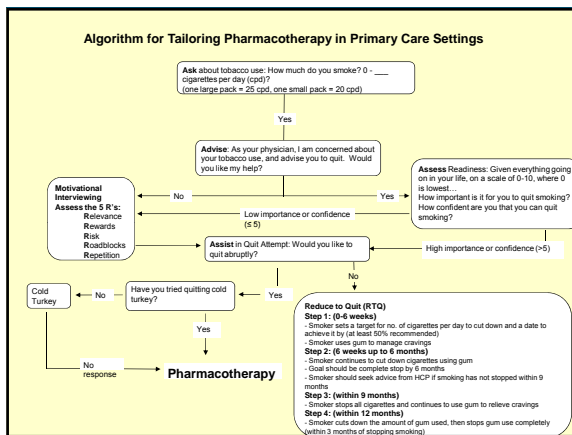 Algorithm for Tailoring Pharmacotherapy in Primary Care Settings
Ask about tobacco use: How much do you smoke? 0 - ___
cigarettes per day (cpd)?
(one large pack = 25 cpd, one small pack = 20 cpd)
Yes
Advise: As your physician, I am concerned about
your tobacco use, and advise you to quit. Would
you like my help?
No
Yes
Assess Readiness: Given everything going
on in your life, on a scale of 0-10, where 0
is lowest…
How important is it for you to quit smoking?
How confident are you that you can quit
smoking?
Motivational
Interviewing
Assess the 5 R's:
Relevance
Rewards
Risk
Roadblocks
Repetition
Low importance or confidence
(≤ 5)
High importance or confidence (>5)
Assist in Quit Attempt: Would you like to
quit abruptly?
Yes
No
Have you tried quitting cold
turkey?
No
Cold
Turkey
Yes
No
response
Pharmacotherapy
Reduce to Quit (RTQ)
Step 1: (0-6 weeks)
- Smoker sets a target for no. of cigarettes per day to cut down and a date to
achieve it by (at least 50% recommended)
- Smoker uses gum to manage cravings
Step 2: (6 weeks up to 6 months)
- Smoker continues to cut down cigarettes using gum
- Goal should be complete stop by 6 months
- Smoker should seek advice from HCP if smoking has not stopped within 9
months
Step 3: (within 9 months)
- Smoker stops all cigarettes and continues to use gum to relieve cravings
Step 4: (within 12 months)
- Smoker cuts down the amount of gum used, then stops gum use completely
(within 3 months of stopping smoking)